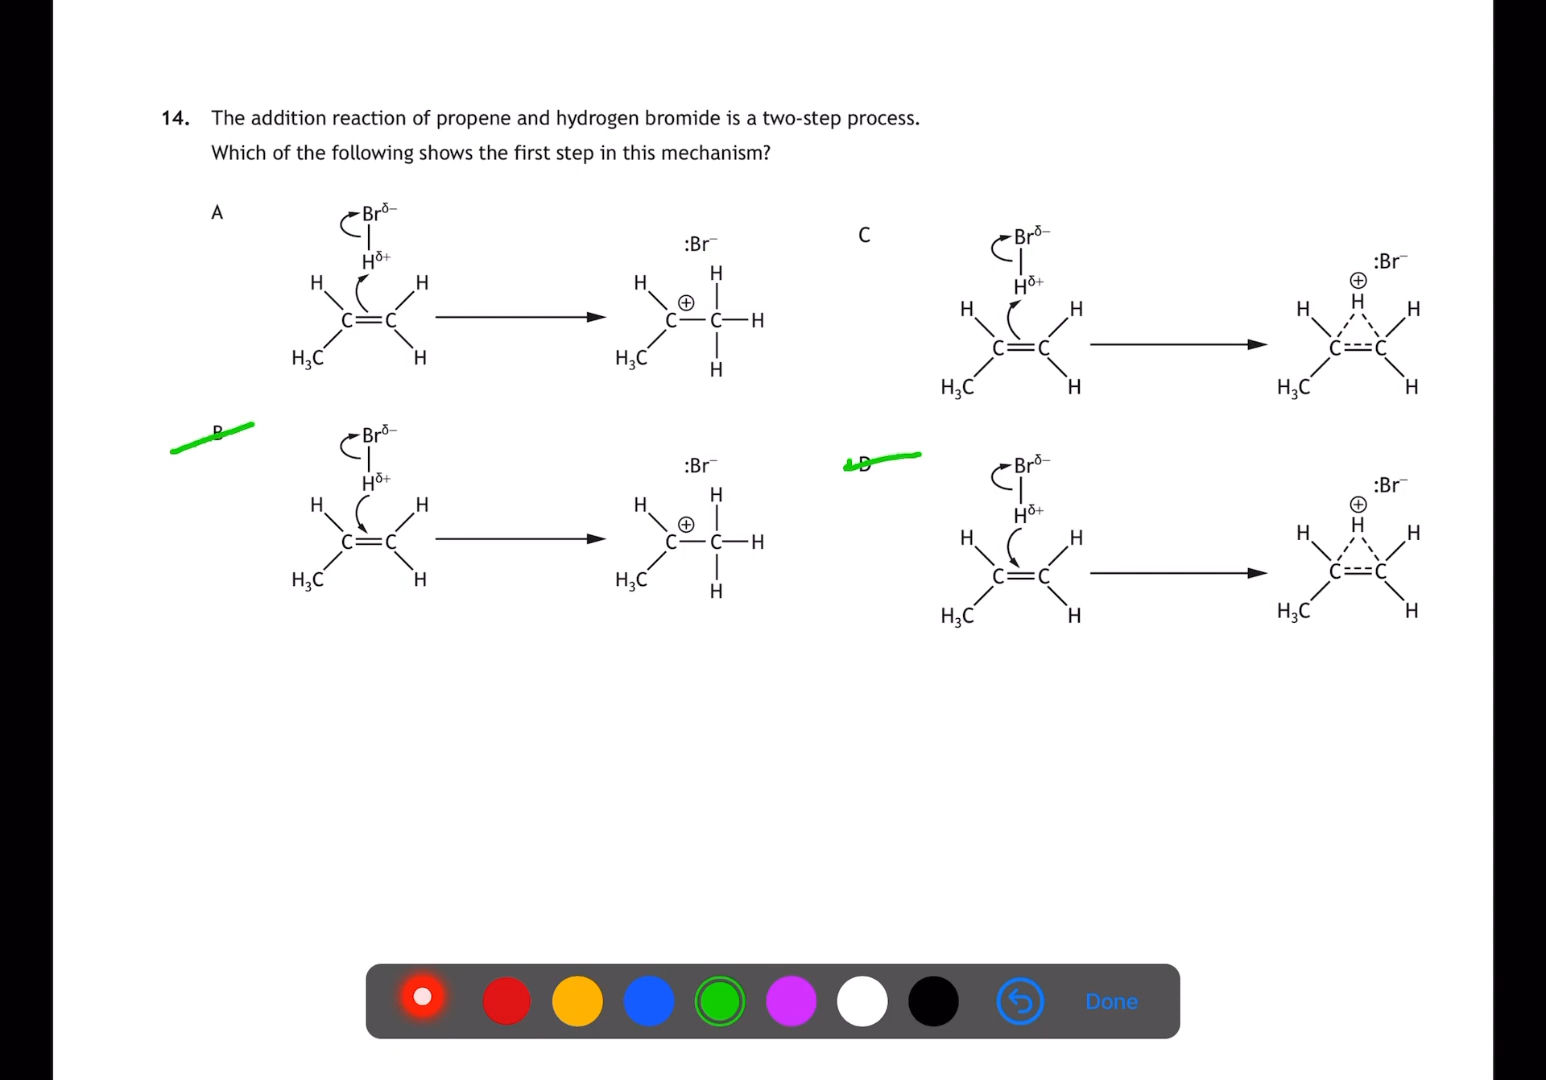 14. The addition reaction of propene and hydrogen bromide is a two-step process.
Which of the following shows the first step in this mechanism?
A
Brδ−
Hδ+
H H
C C
H₃C H
:Br⁻
H
H ⊕
C C H
H₃C
H
B
Brδ−
Hδ+
H H
C C
H₃C H
:Br⁻
H
H ⊕
C C H
H₃C
H
C
Brδ−
Hδ+
H H
C C
H₃C H
:Br⁻
⊕
H H H
C C
H₃C H
D
Brδ−
Hδ+
H H
C C
H₃C H
:Br⁻
⊕
H H H
C C
H₃C H
Done